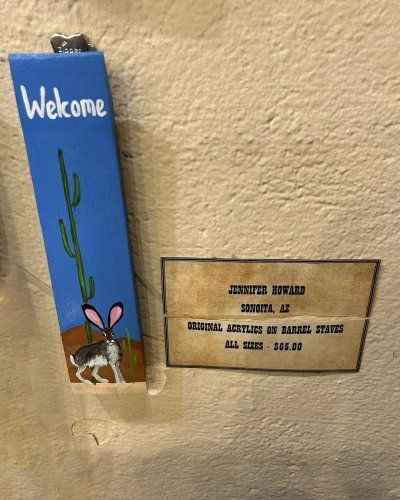 Welcome
JENNIFER HOWARD
SONOITA, AZ
ORIGINAL ACRYLICS ON BARREL STAVES
ALL SIZES - $65.00